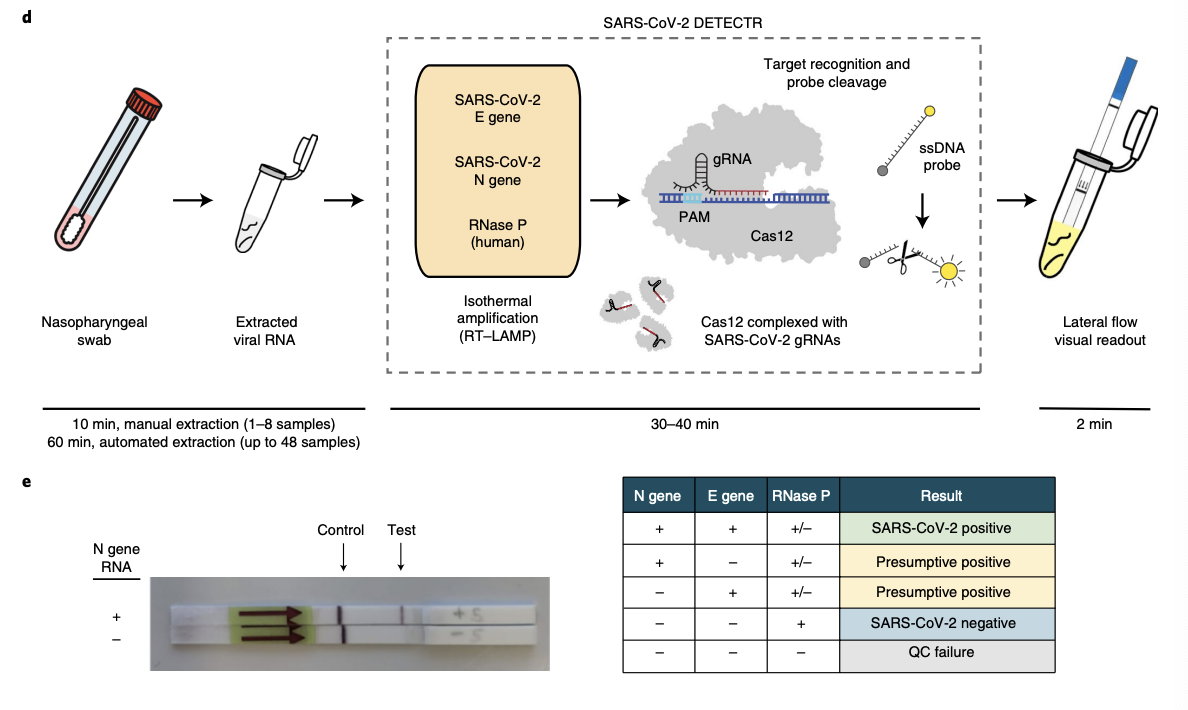 d
SARS-CoV-2 DETECTR
SARS-CoV-2
E gene
SARS-CoV-2
N gene
RNase P
(human)
Target recognition and
probe cleavage
gRNA
PAM
Cas12
ssDNA
probe
Nasopharyngeal
swab
Extracted
viral RNA
Isothermal
amplification
(RT–LAMP)
Cas12 complexed with
SARS-CoV-2 gRNAs
Lateral flow
visual readout
10 min, manual extraction (1–8 samples)
60 min, automated extraction (up to 48 samples)
30–40 min
2 min
e
N gene
RNA
Control
Test
+
–
+ 5
– 5
N gene E gene RNase P Result
+ + +/– SARS-CoV-2 positive
+ – +/– Presumptive positive
– + +/– Presumptive positive
– – + SARS-CoV-2 negative
– – – QC failure